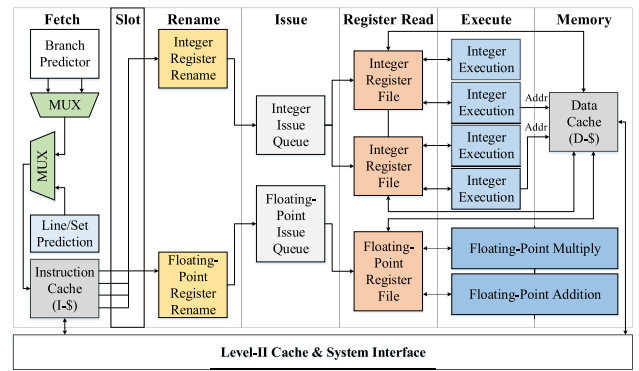 Fetch
Slot
Rename
Issue
Register Read
Execute
Memory
Branch
Predictor
MUX
MUX
Line/Set
Prediction
Instruction
Cache
(I-$)
Integer
Register
Rename
Floating-
Point
Register
Rename
Integer
Issue
Queue
Floating-
Point
Issue
Queue
Integer
Register
File
Integer
Register
File
Floating-
Point
Register
File
Integer
Execution
Integer
Execution
Integer
Execution
Integer
Execution
Addr
Addr
Data
Cache
(D-$)
Floating-Point Multiply
Floating-Point Addition
Level-II Cache & System Interface